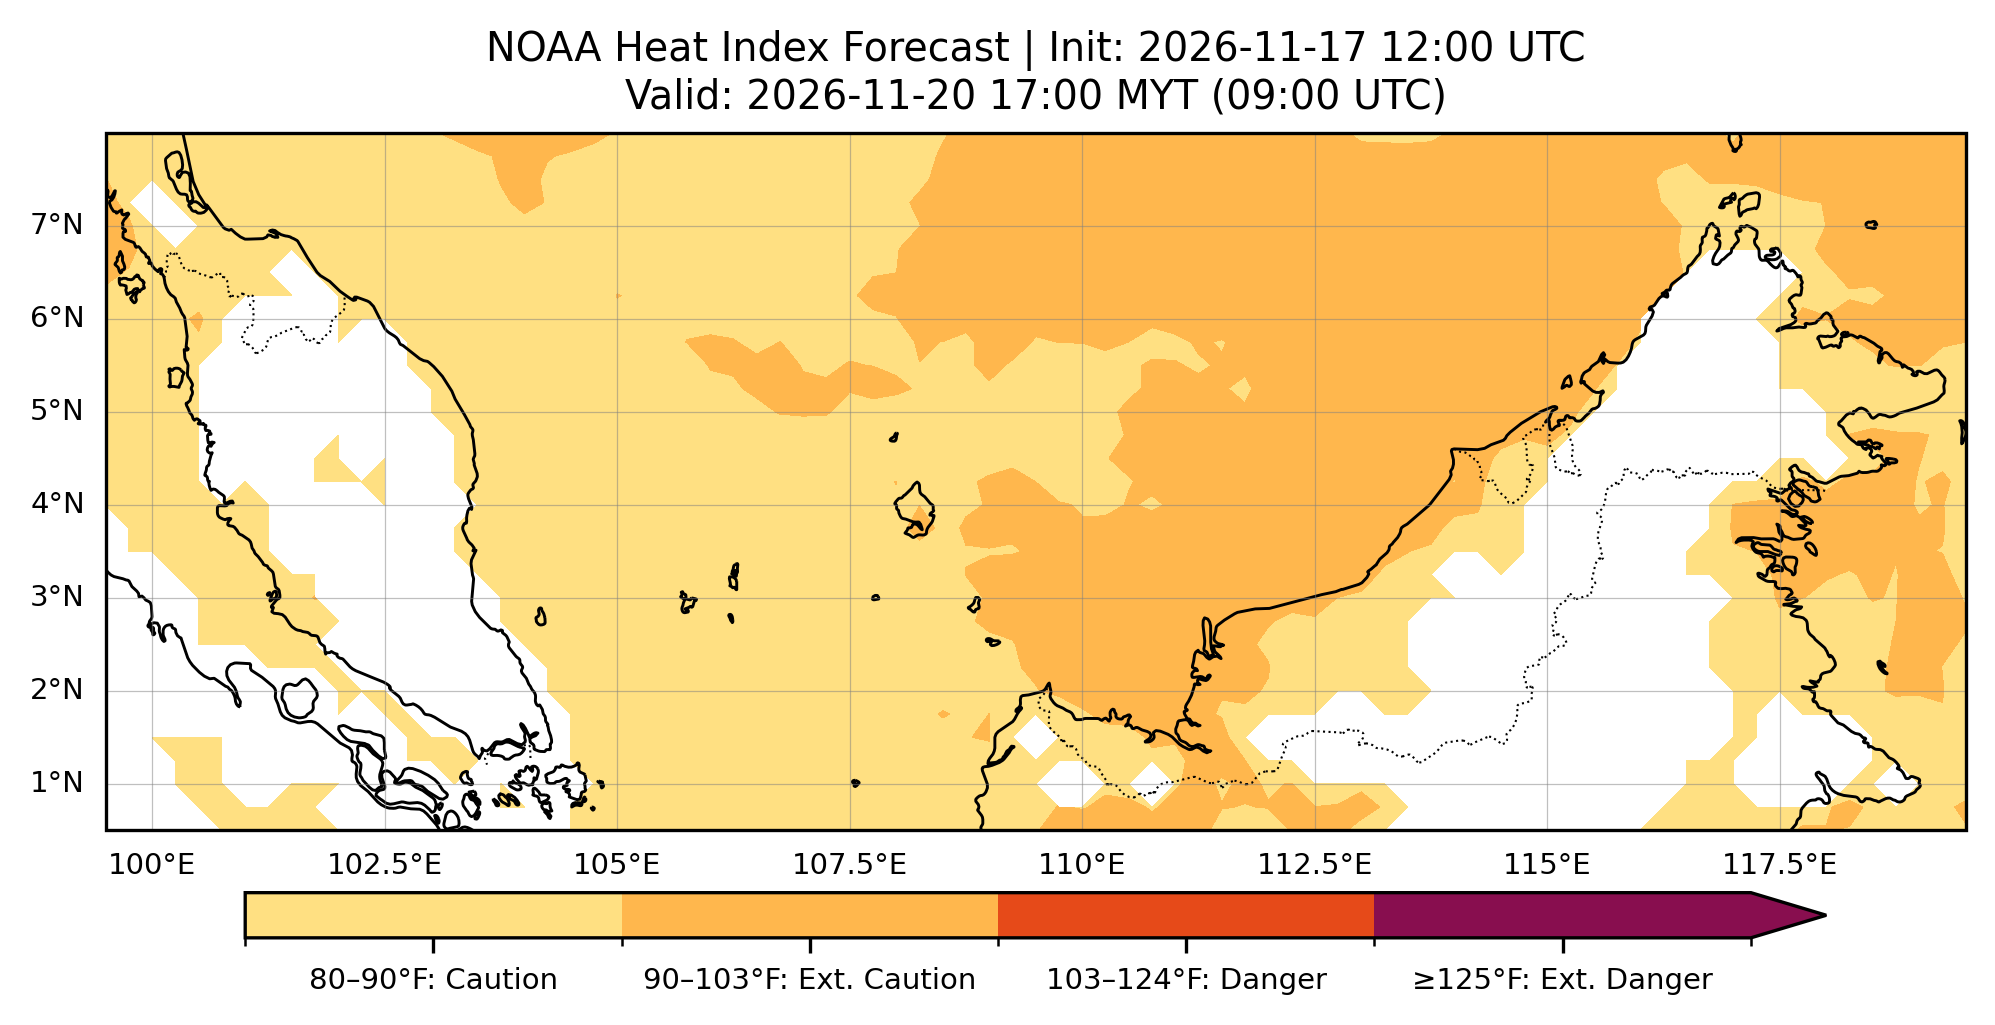 NOAA Heat Index Forecast | Init: 2026-11-17 12:00 UTC
Valid: 2026-11-20 17:00 MYT (09:00 UTC)
7°N
6°N
5°N
4°N
3°N
2°N
1°N
100°E
102.5°E
105°E
107.5°E
110°E
112.5°E
115°E
117.5°E
80–90°F: Caution
90–103°F: Ext. Caution
103–124°F: Danger
≥125°F: Ext. Danger